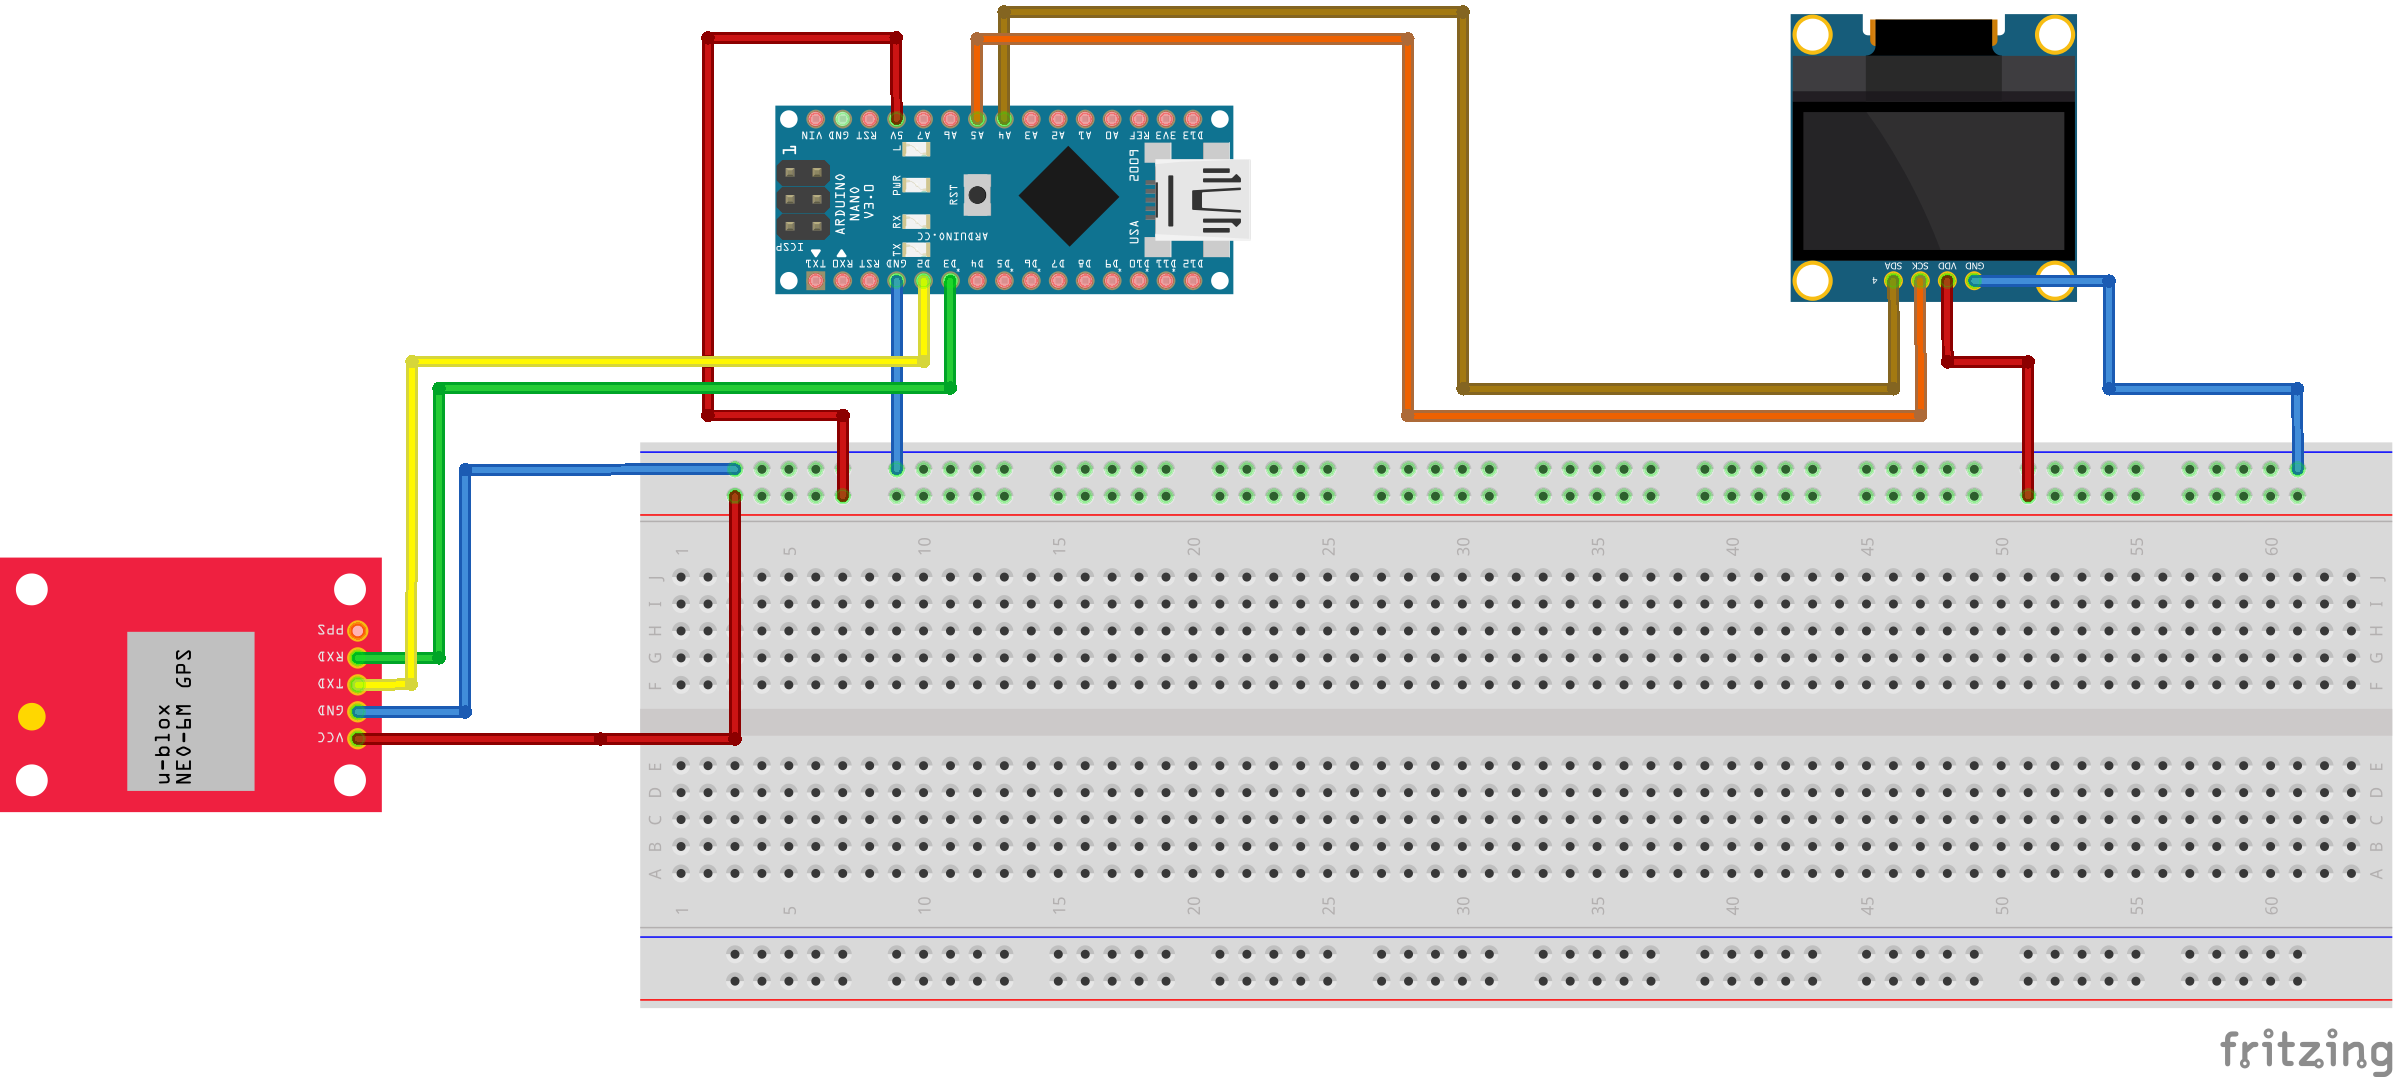 VIN GND RST 5V A7 A6 A5 A4 A3 A2 A1 A0 REF 3V3 D13
1
L
PWR
RX
TX
ARDUINO
NANO
V3.0
RST
ARDUINO.CC
ICSP
USA
TX1 RX0 RST GND D2 D3 D4 D5 D6 D7 D8 D9 D10 D11 D12
4 SDA SCK VDD GND
PPS
RXD
TXD
GND
VCC
u-blox
NEO-6M GPS
1 5 10 15 20 25 30 35 40 45 50 55 60
J J
I I
H H
G G
F F
E E
D D
C C
B B
A A
1 5 10 15 20 25 30 35 40 45 50 55 60
fritzing